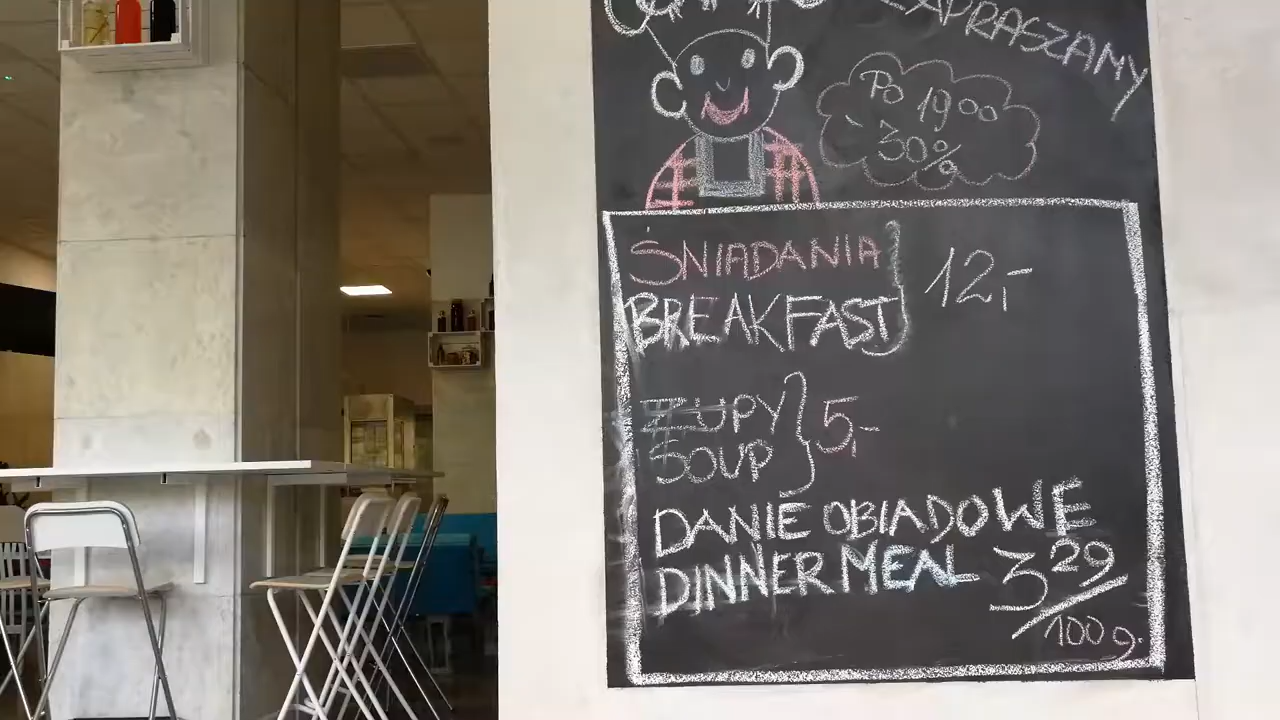 ZAPRASZAMY
Po 19 00
- 30%
ŚNIADANIA
BREAKFAST
12,-
ZUPY
SOUP
5,-
DANIE OBIADOWE
DINNER MEAL
3 29
/100 g.